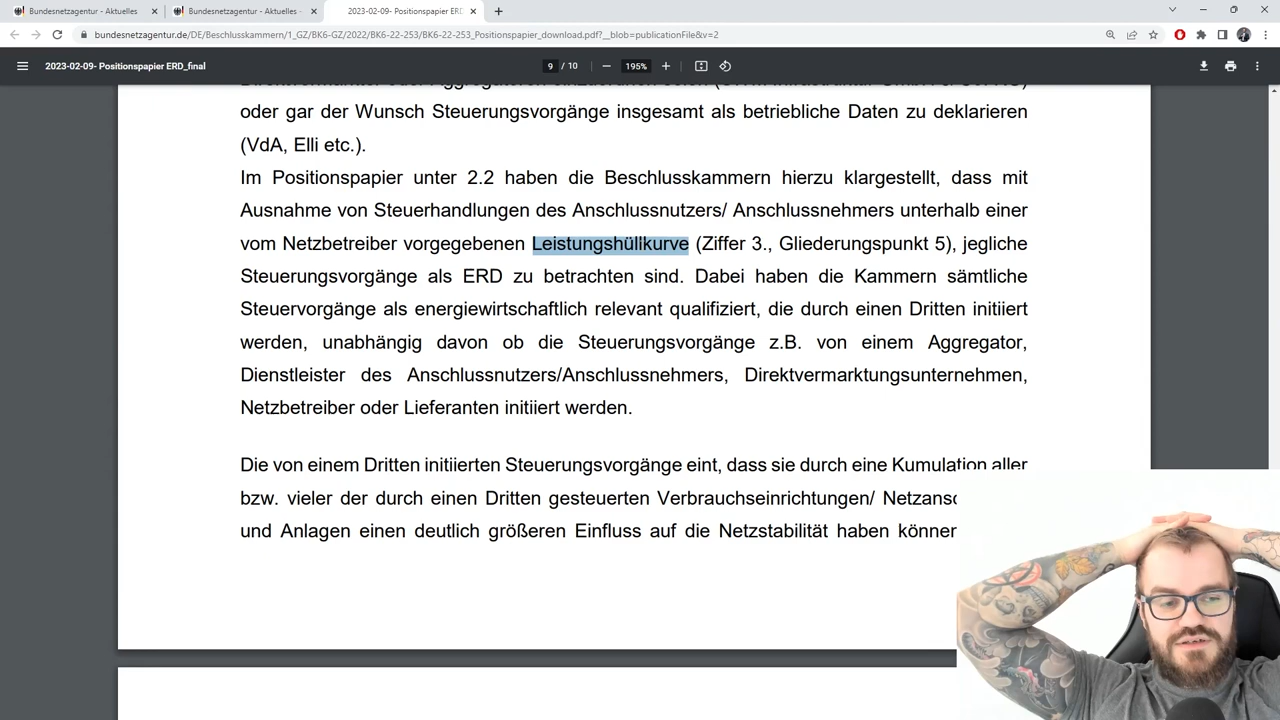 Bundesnetzagentur - Aktuelles
Bundesnetzagentur - Aktuelles -
2023-02-09- Positionspapier ERD_
bundesnetzagentur.de/DE/Beschlusskammern/1_GZ/BK6-GZ/2022/BK6-22-253/BK6-22-253_Positionspapier_download.pdf?__blob=publicationFile&v=2
2023-02-09- Positionspapier ERD_final
9 / 10
195%
oder gar der Wunsch Steuerungsvorgänge insgesamt als betriebliche Daten zu deklarieren
(VdA, Elli etc.).
Im Positionspapier unter 2.2 haben die Beschlusskammern hierzu klargestellt, dass mit
Ausnahme von Steuerhandlungen des Anschlussnutzers/ Anschlussnehmers unterhalb einer
vom Netzbetreiber vorgegebenen Leistungshüllkurve (Ziffer 3., Gliederungspunkt 5), jegliche
Steuerungsvorgänge als ERD zu betrachten sind. Dabei haben die Kammern sämtliche
Steuervorgänge als energiewirtschaftlich relevant qualifiziert, die durch einen Dritten initiiert
werden, unabhängig davon ob die Steuerungsvorgänge z.B. von einem Aggregator,
Dienstleister des Anschlussnutzers/Anschlussnehmers, Direktvermarktungsunternehmen,
Netzbetreiber oder Lieferanten initiiert werden.
Die von einem Dritten initiierten Steuerungsvorgänge eint, dass sie durch eine Kumulation aller
bzw. vieler der durch einen Dritten gesteuerten Verbrauchseinrichtungen/
und Anlagen einen deutlich größeren Einfluss auf die Netzstabilität haben